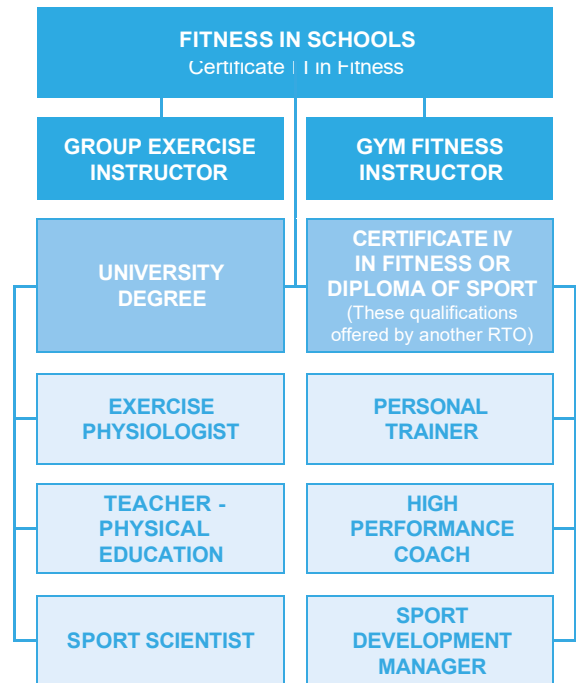 FITNESS IN SCHOOLS
Certificate in Fitness
GROUP EXERCISE
INSTRUCTOR
GYM FITNESS
INSTRUCTOR
UNIVERSITY
DEGREE
CERTIFICATE IV
IN FITNESS OR
DIPLOMA OF SPORT
(These qualifications
offered by another RTO)
EXERCISE
PHYSIOLOGIST
PERSONAL
TRAINER
TEACHER -
PHYSICAL
EDUCATION
HIGH
PERFORMANCE
COACH
SPORT SCIENTIST
SPORT
DEVELOPMENT
MANAGER